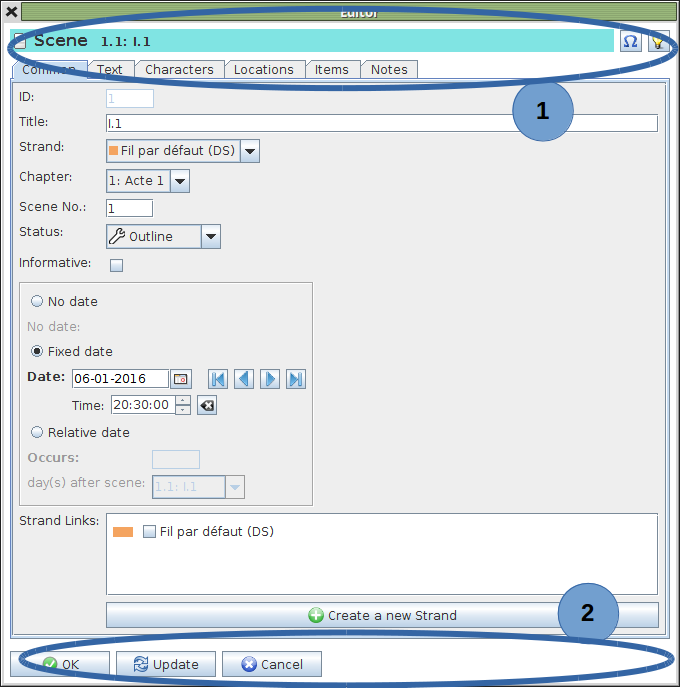 Editor
Scene 1.1: I.1 Ω
Common Text Characters Locations Items Notes
1
ID: 1
Title: I.1
Strand: Fil par défaut (DS)
Chapter: 1: Acte 1
Scene No.: 1
Status: Outline
Informative:
No date
No date:
Fixed date
Date: 06-01-2016
Time: 20:30:00
Relative date
Occurs:
day(s) after scene: 1.1: I.1
Strand Links: Fil par défaut (DS)
Create a new Strand
2
OK Update Cancel